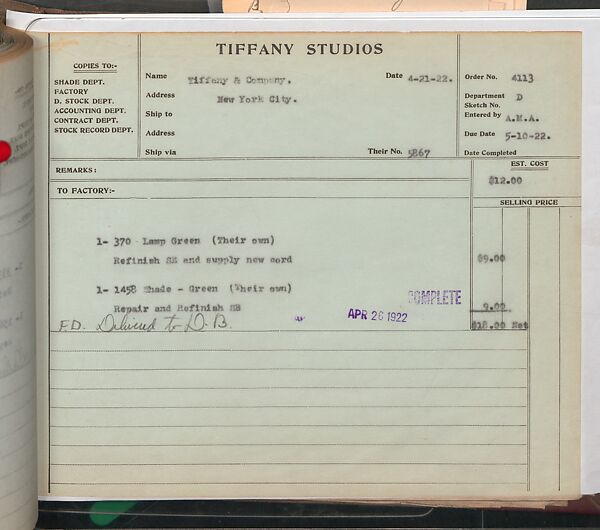 TIFFANY STUDIOS
COPIES TO:-
SHADE DEPT.
FACTORY
D. STOCK DEPT.
ACCOUNTING DEPT.
CONTRACT DEPT.
STOCK RECORD DEPT.
Name Tiffany & Company. Date 4-21-22.
Address New York City.
Ship to
Address
Ship via Their No. 5867
Order No. 4113
Department D
Sketch No.
Entered by A.M.A.
Due Date 5-10-22.
Date Completed
REMARKS:
EST. COST
$12.00
TO FACTORY:-
SELLING PRICE
1- 370 Lamp Green (Their own)
Refinish SB and supply new cord $9.00
1- 1458 Shade - Green (Their own)
Repair and Refinish SB 9.00
COMPLETE
APR 26 1922
F.D. Delivered to D.B. $18.00 Net